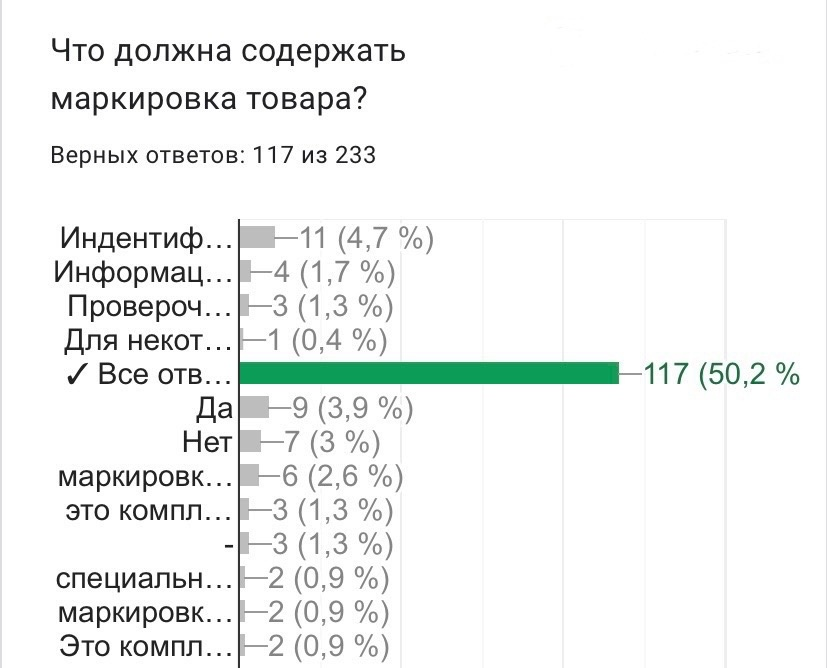 Что должна содержать
маркировка товара?
Верных ответов: 117 из 233
Индентиф... 11 (4,7 %)
Информац... 4 (1,7 %)
Провероч... 3 (1,3 %)
Для некот... 1 (0,4 %)
✓ Все отв... 117 (50,2 %
Да 9 (3,9 %)
Нет 7 (3 %)
маркировк... 6 (2,6 %)
это компл... 3 (1,3 %)
- 3 (1,3 %)
специальн... 2 (0,9 %)
маркировк... 2 (0,9 %)
Это компл... 2 (0,9 %)